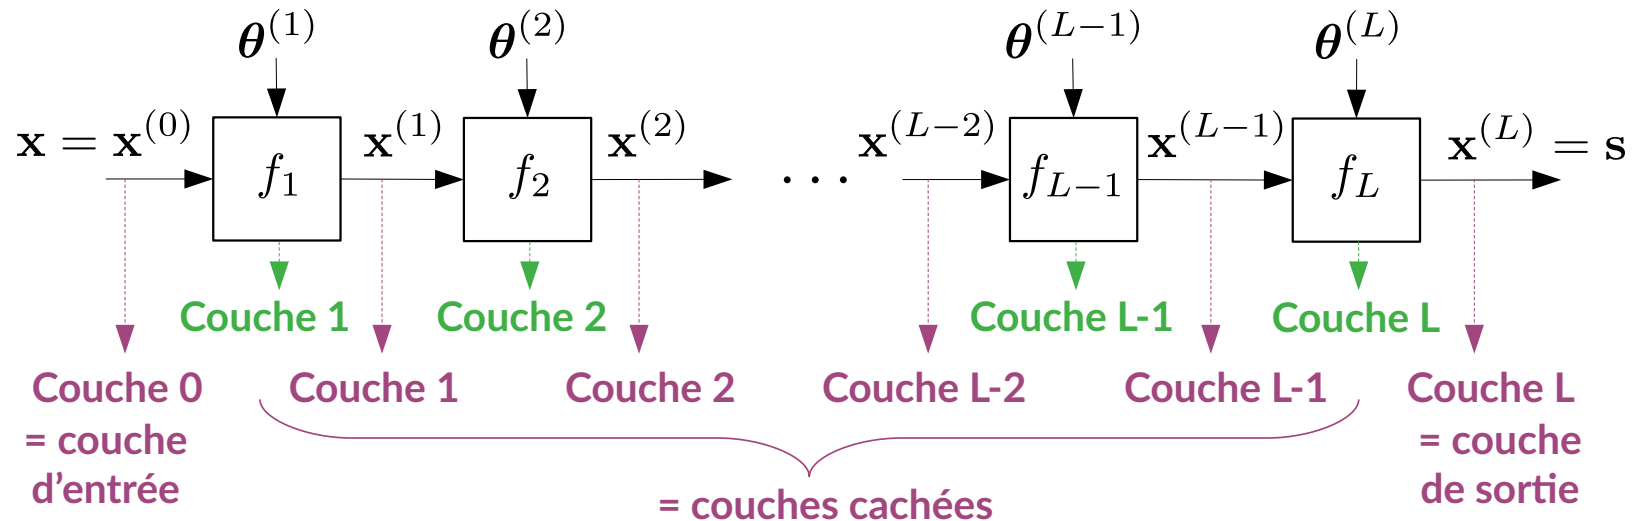 θ^(1) θ^(2) θ^(L−1) θ^(L)
x = x^(0) f_1 x^(1) f_2 x^(2) ··· x^(L−2) f_{L−1} x^(L−1) f_L x^(L) = s
Couche 1 Couche 2 Couche L-1 Couche L
Couche 0 Couche 1 Couche 2 Couche L-2 Couche L-1 Couche L
= couche = couche
d’entrée de sortie
= couches cachées